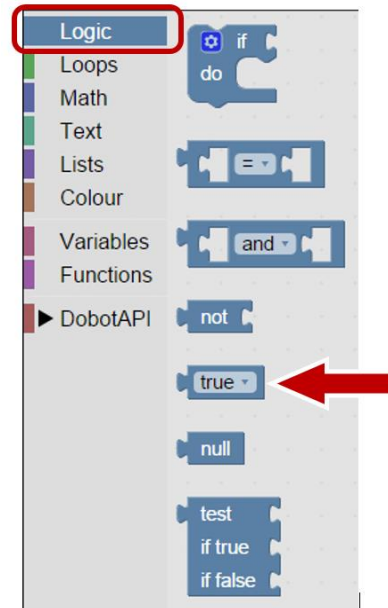 Logic
Loops
Math
Text
Lists
Colour
Variables
Functions
DobotAPI
if
do
=
and
not
true
null
test
if true
if false